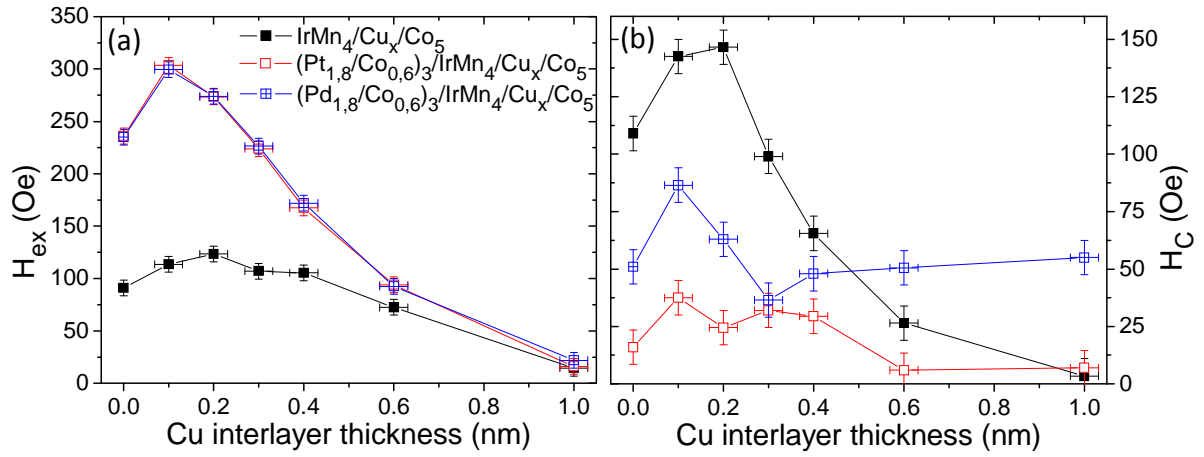 (a)
IrMn4/Cux/Co5
(Pt1,8/Co0,6)3/IrMn4/Cux/Co5
(Pd1,8/Co0,6)3/IrMn4/Cux/Co5
Hex (Oe)
350
300
250
200
150
100
50
0
0.0 0.2 0.4 0.6 0.8 1.0
Cu interlayer thickness (nm)
(b)
150
125
100
75
50
25
0
HC (Oe)
0.0 0.2 0.4 0.6 0.8 1.0
Cu interlayer thickness (nm)